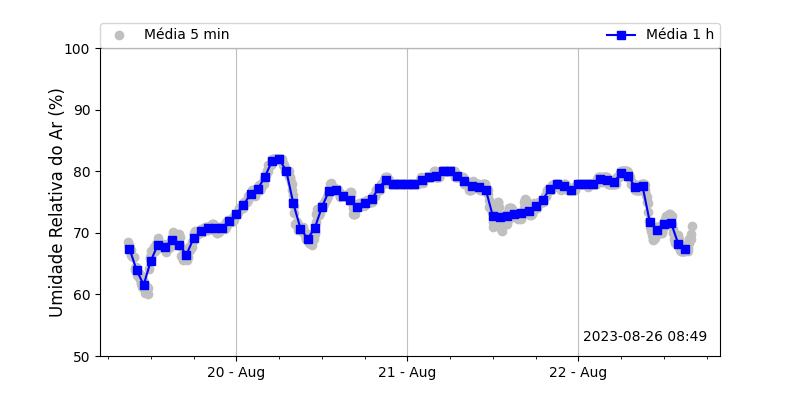 Média 5 min
Média 1 h
Umidade Relativa do Ar (%)
100
90
80
70
60
50
2023-08-26 08:49
20 - Aug
21 - Aug
22 - Aug